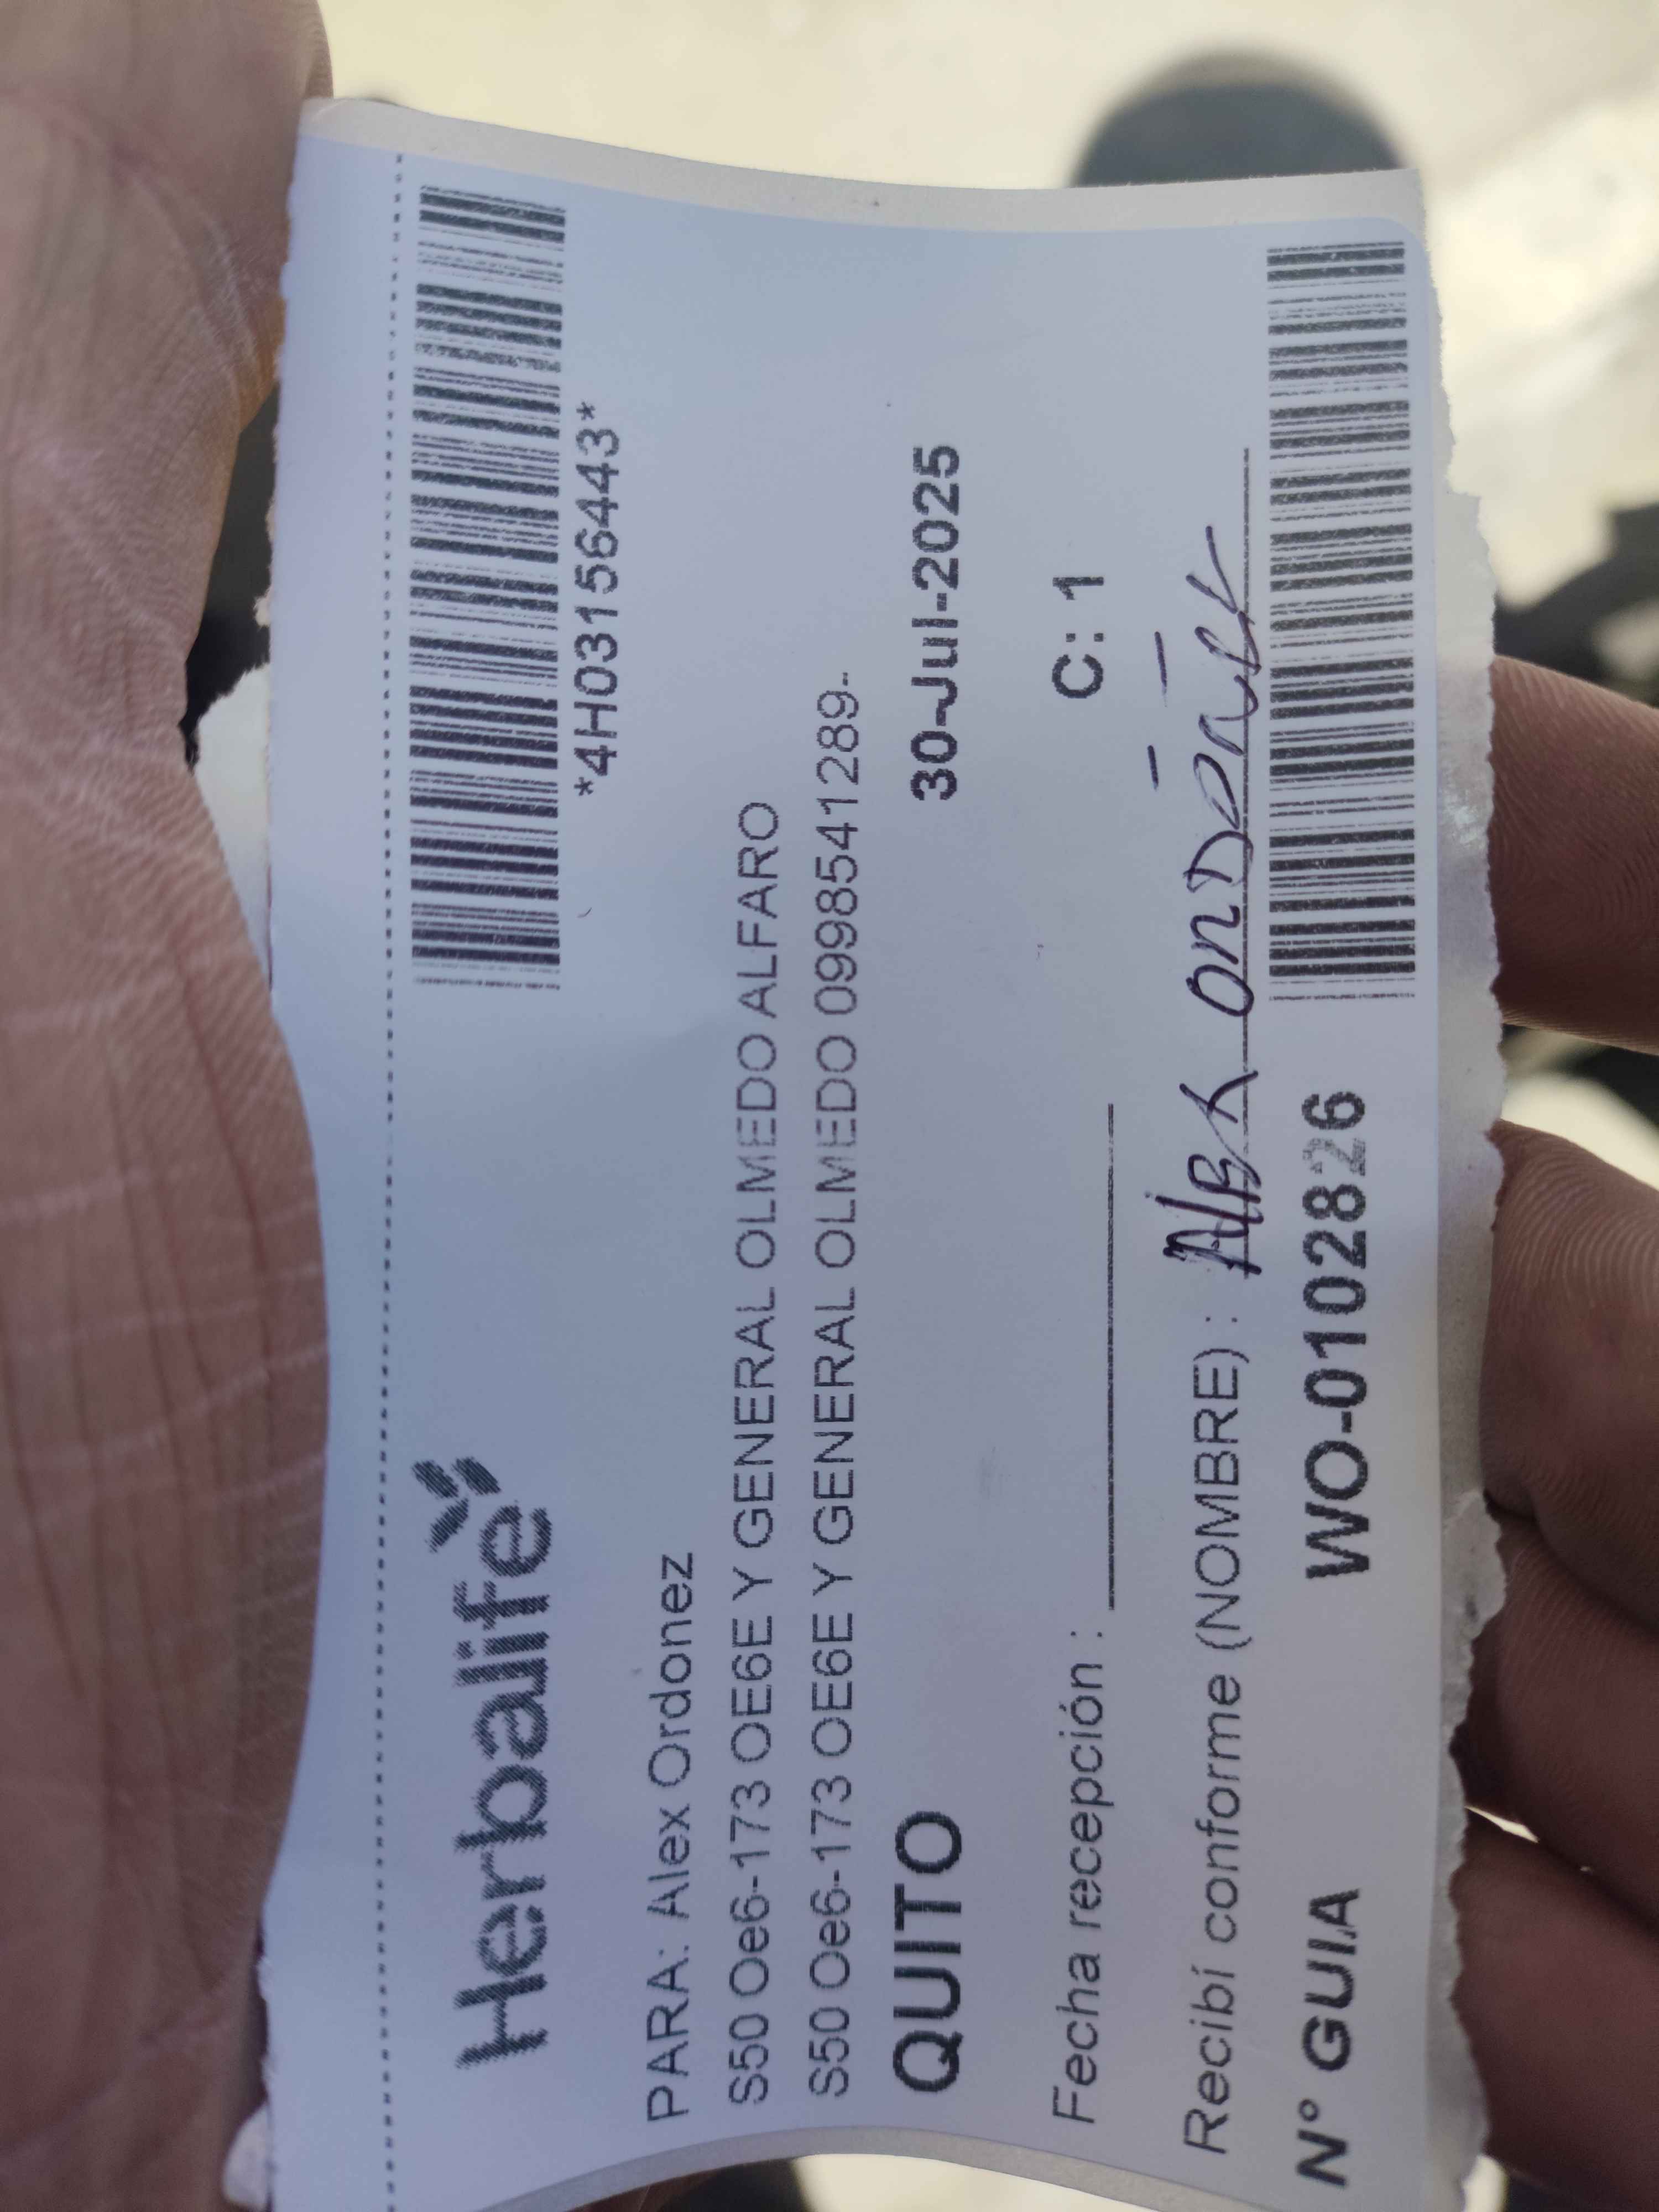 Herbalife
*4H03156443*
PARA: Alex Ordonez
S50 Oe6-173 OE6E Y GENERAL OLMEDO ALFARO
S50 Oe6-173 OE6E Y GENERAL OLMEDO 0998541289-
QUITO 30-Jul-2025
Fecha recepción : C: 1
Recibí conforme (NOMBRE) :
N° GUIA WO-0102826